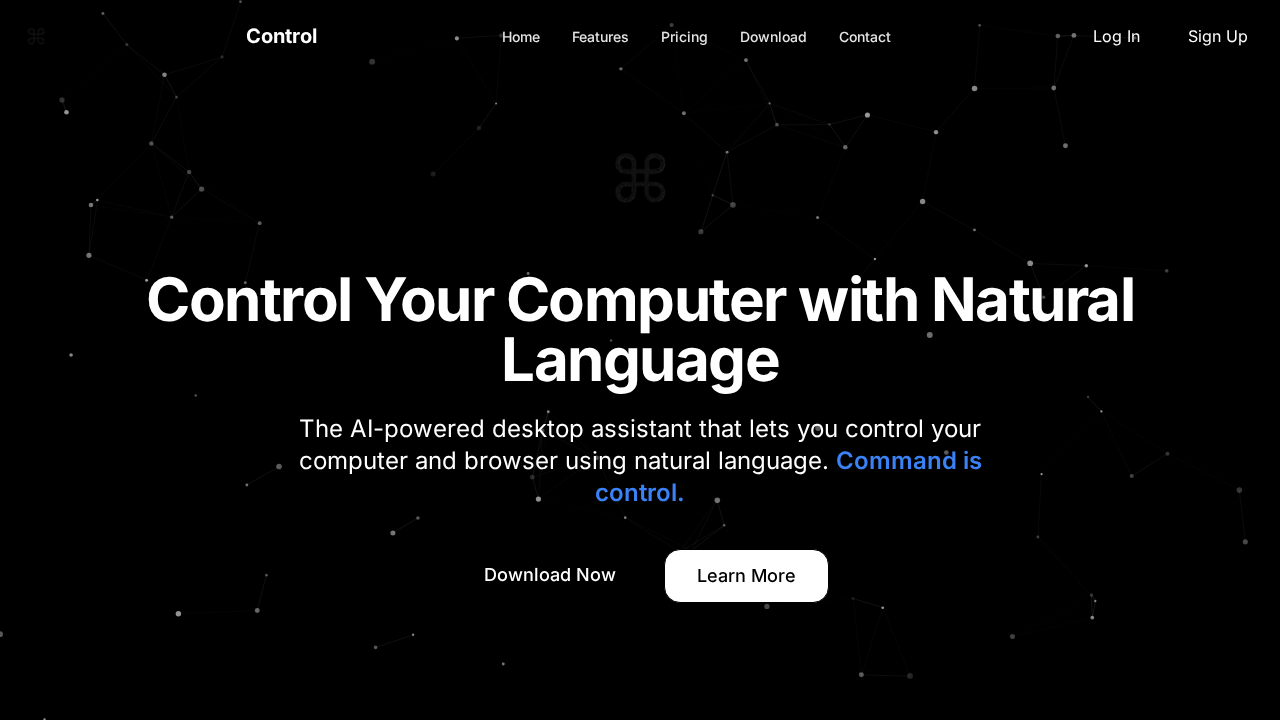 ⌘
Control
Home
Features
Pricing
Download
Contact
Log In
Sign Up
⌘
Control Your Computer with Natural
Language
The AI-powered desktop assistant that lets you control your
computer and browser using natural language. Command is
control.
Download Now
Learn More